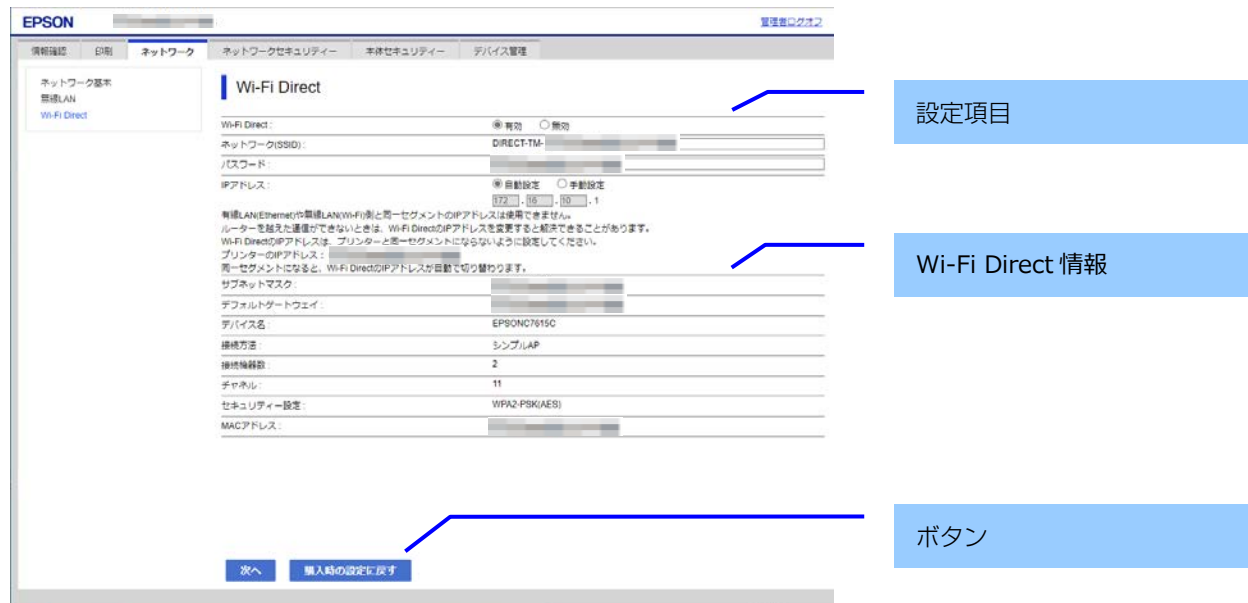 EPSON
管理者ログオフ
情報確認 印刷 ネットワーク ネットワークセキュリティー 本体セキュリティー デバイス管理
ネットワーク基本
無線LAN
Wi-Fi Direct
Wi-Fi Direct
Wi-Fi Direct : 有効 無効
ネットワーク(SSID) : DIRECT-TM-
パスワード :
IPアドレス : 自動設定 手動設定
172 . 16 . 10 . 1
有線LAN(Ethernet)や無線LAN(Wi-Fi)側と同一セグメントのIPアドレスは使用できません。
ルーターを越えた通信ができないときは、Wi-Fi DirectのIPアドレスを変更すると解決できることがあります。
Wi-Fi DirectのIPアドレスは、プリンターと同一セグメントにならないように設定してください。
プリンターのIPアドレス :
同一セグメントになると、Wi-Fi DirectのIPアドレスが自動で切り替わります。
サブネットマスク :
デフォルトゲートウェイ :
デバイス名 : EPSONC7615C
接続方法 : シンプルAP
接続機器数 : 2
チャネル : 11
セキュリティー設定 : WPA2-PSK(AES)
MACアドレス :
次へ 購入時の設定に戻す
設定項目
Wi-Fi Direct 情報
ボタン